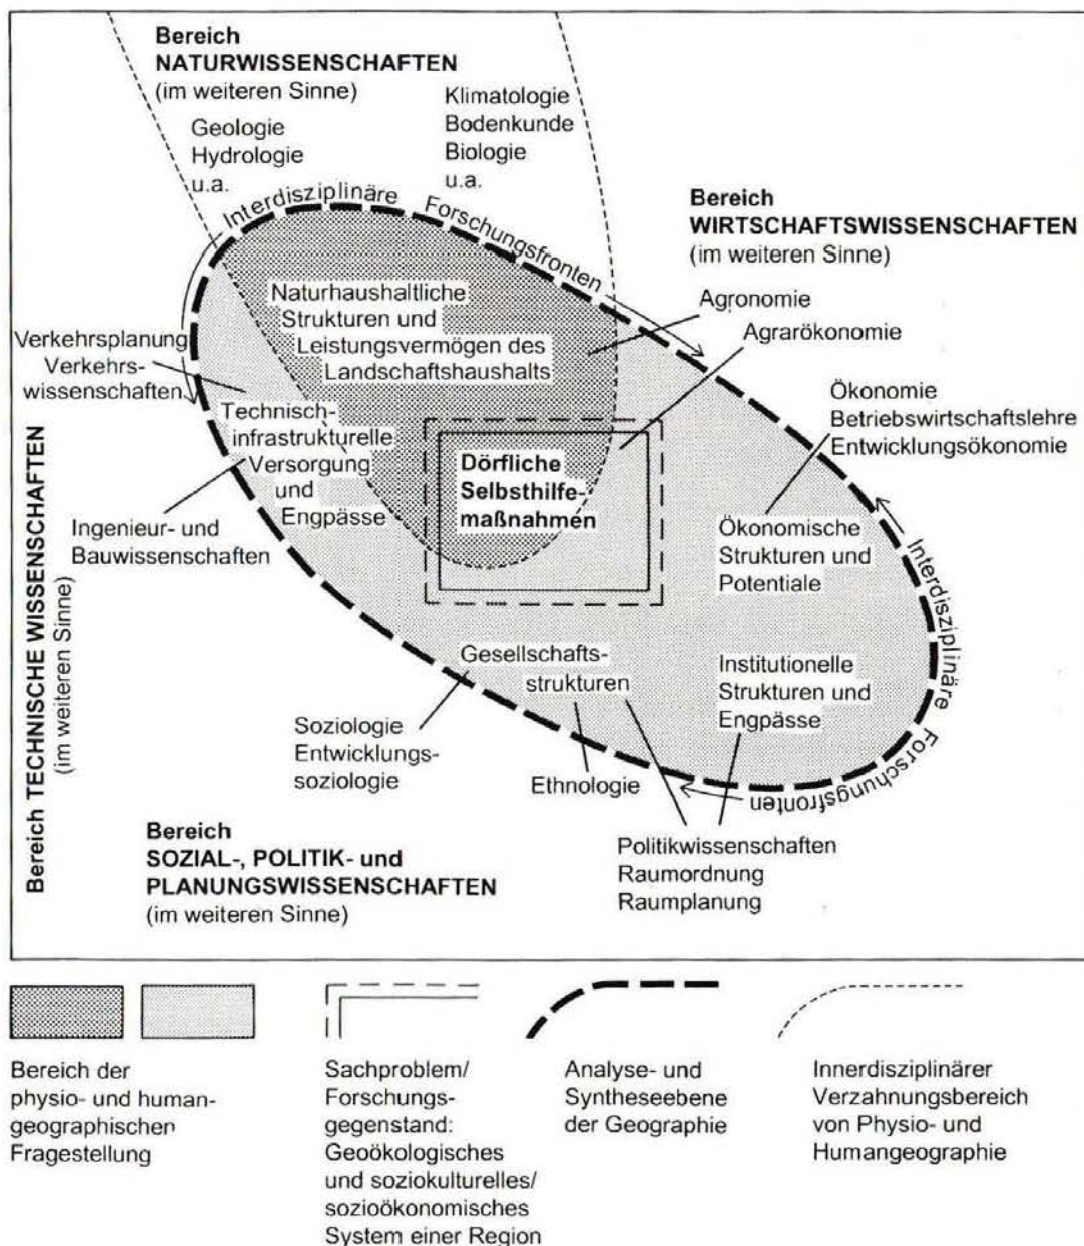 Bereich
NATURWISSENSCHAFTEN
(im weiteren Sinne)
Geologie
Hydrologie
u.a.
Klimatologie
Bodenkunde
Biologie
u.a.
Interdisziplinäre Forschungsfronten
Bereich
WIRTSCHAFTSWISSENSCHAFTEN
(im weiteren Sinne)
Agronomie
Agrarökonomie
Ökonomie
Betriebswirtschaftslehre
Entwicklungsökonomie
Naturhaushaltliche
Strukturen und
Leistungsvermögen des
Landschaftshaushalts
Verkehrsplanung
Verkehrs-
wissenschaften
Technisch-
infrastrukturelle
Versorgung
und
Engpässe
Dörfliche
Selbsthilfe-
maßnahmen
Ingenieur- und
Bauwissenschaften
Ökonomische
Strukturen und
Potentiale
Bereich TECHNISCHE WISSENSCHAFTEN
(im weiteren Sinne)
Interdisziplinäre Forschungsfronten
Gesellschafts-
strukturen
Institutionelle
Strukturen und
Engpässe
Soziologie
Entwicklungs-
soziologie
Ethnologie
Politikwissenschaften
Raumordnung
Raumplanung
Bereich
SOZIAL-, POLITIK- und
PLANUNGSWISSENSCHAFTEN
(im weiteren Sinne)
Bereich der
physio- und human-
geographischen
Fragestellung
Sachproblem/
Forschungs-
gegenstand:
Geoökologisches
und soziokulturelles/
sozioökonomisches
System einer Region
Analyse- und
Syntheseebene
der Geographie
Innerdisziplinärer
Verzahnungsbereich
von Physio- und
Humangeographie